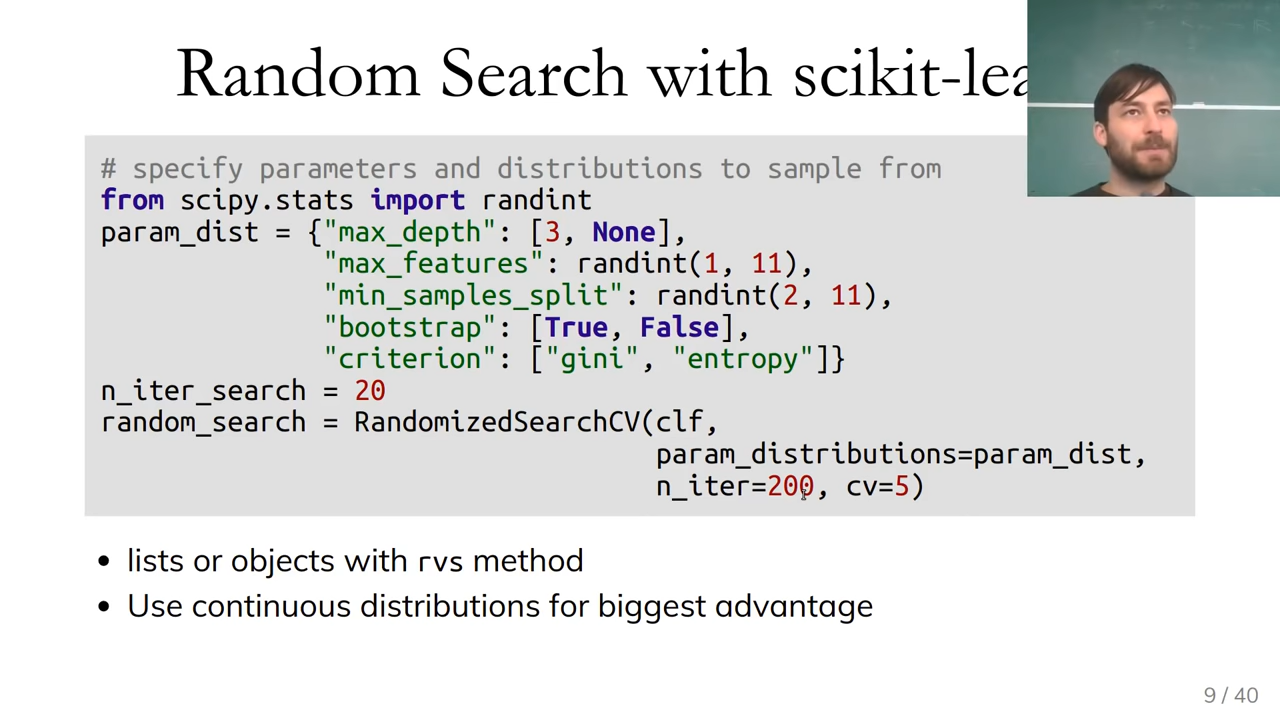 Random Search with scikit-lea
# specify parameters and distributions to sample from
from scipy.stats import randint
param_dist = {"max_depth": [3, None],
"max_features": randint(1, 11),
"min_samples_split": randint(2, 11),
"bootstrap": [True, False],
"criterion": ["gini", "entropy"]}
n_iter_search = 20
random_search = RandomizedSearchCV(clf,
param_distributions=param_dist,
n_iter=200, cv=5)
• lists or objects with rvs method
• Use continuous distributions for biggest advantage
9 / 40